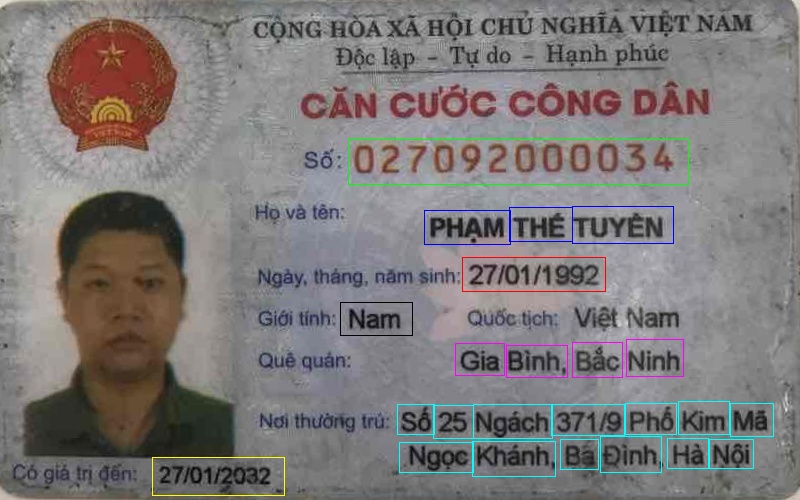 CỘNG HÒA XÃ HỘI CHỦ NGHĨA VIỆT NAM
Độc lập - Tự do - Hạnh phúc
CĂN CƯỚC CÔNG DÂN
Số: 027092000034
Họ và tên: PHẠM THẾ TUYÊN
Ngày, tháng, năm sinh: 27/01/1992
Giới tính: Nam Quốc tịch: Việt Nam
Quê quán: Gia Bình, Bắc Ninh
Nơi thường trú: Số 25 Ngách 371/9 Phố Kim Mã
Ngọc Khánh, Ba Đình, Hà Nội
Có giá trị đến: 27/01/2032